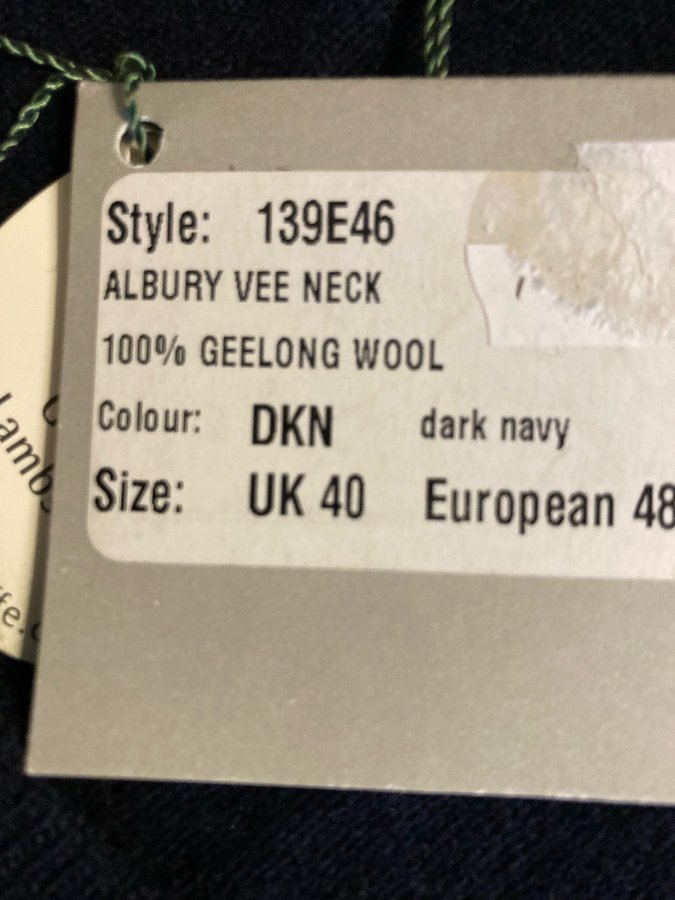 Style: 139E46
ALBURY VEE NECK
100% GEELONG WOOL
Colour: DKN dark navy
Size: UK 40 European 48